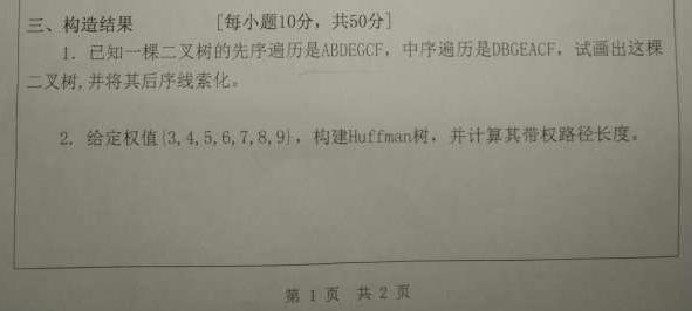 三、构造结果 [每小题10分，共50分]
1. 已知一棵二叉树的先序遍历是ABDEGCF，中序遍历是DBGEACF，试画出这棵
二叉树,并将其后序线索化。
2. 给定权值{3,4,5,6,7,8,9}，构建Huffman树，并计算其带权路径长度。
第 1 页 共 2 页